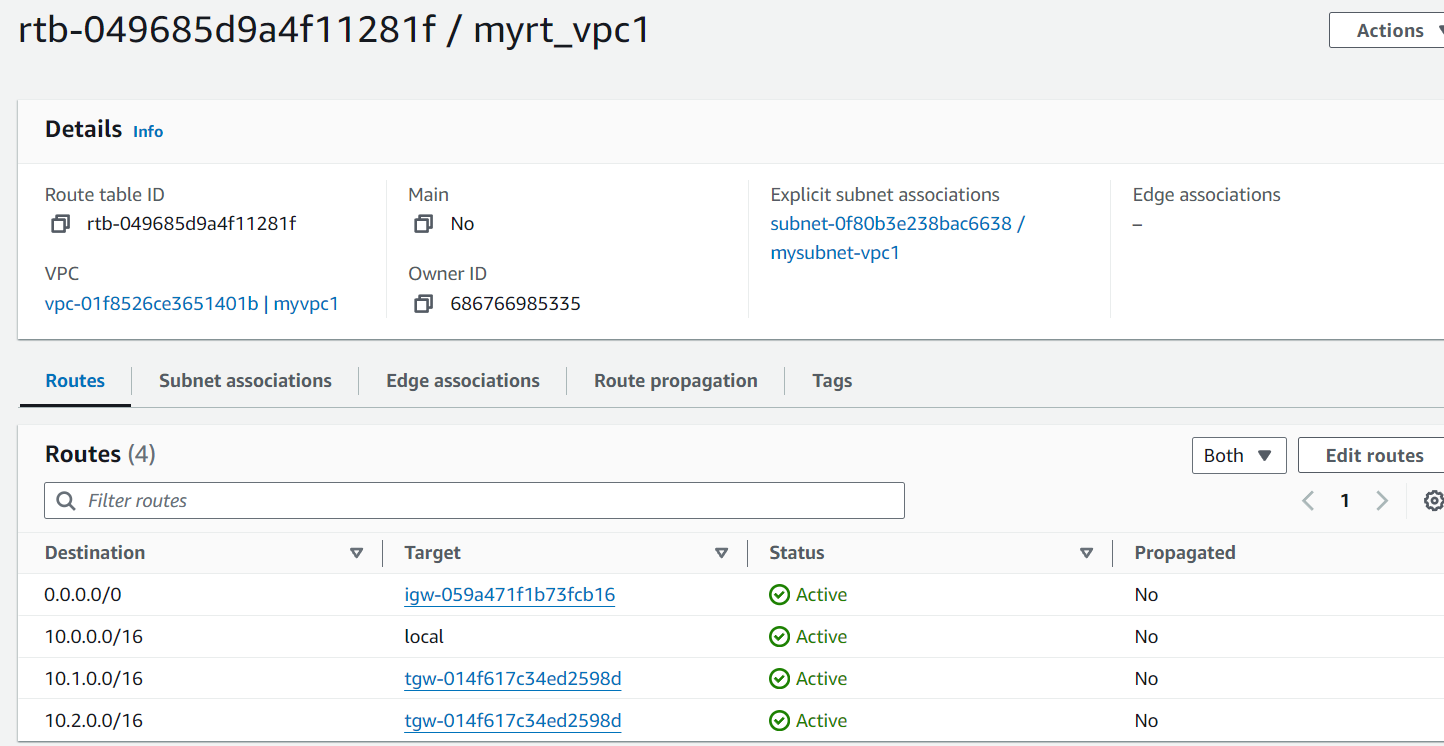 rtb-049685d9a4f11281f / myrt_vpc1
Actions
Details Info
Route table ID
rtb-049685d9a4f11281f
Main
No
Explicit subnet associations
subnet-0f80b3e238bac6638 /
mysubnet-vpc1
Edge associations
–
VPC
vpc-01f8526ce3651401b | myvpc1
Owner ID
686766985335
Routes Subnet associations Edge associations Route propagation Tags
Routes (4)
Both
Edit routes
Filter routes
1
Destination Target Status Propagated
0.0.0.0/0 igw-059a471f1b73fcb16 Active No
10.0.0.0/16 local Active No
10.1.0.0/16 tgw-014f617c34ed2598d Active No
10.2.0.0/16 tgw-014f617c34ed2598d Active No